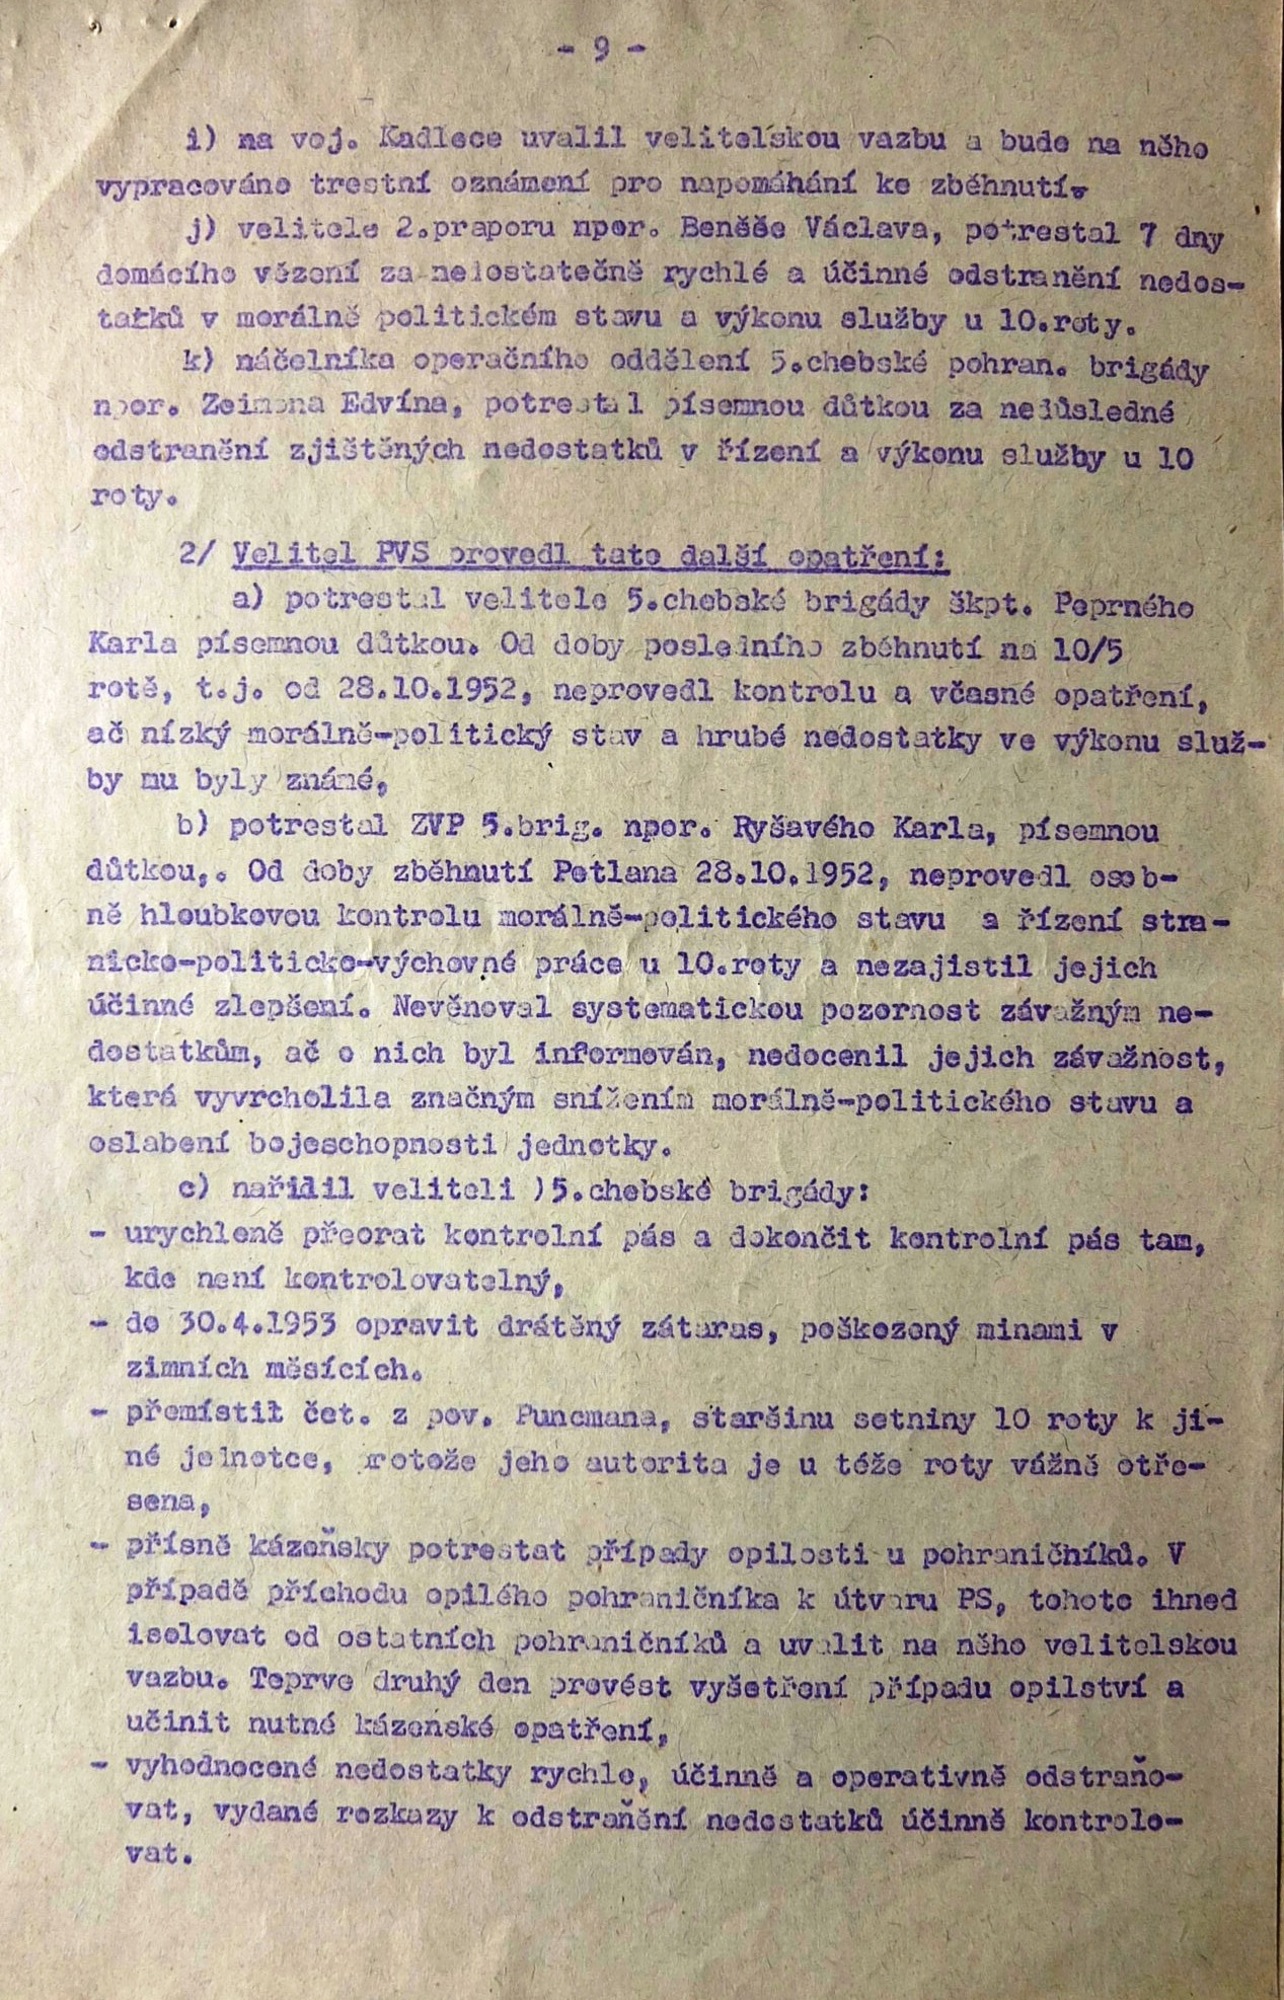 - 9 -
i) na voj. Kadlece uvalil velitelskou vazbu a bude na něho
vypracováno trestní oznámení pro napomáhání ke zběhnutí.
j) velitele 2.praporu npor. Beněše Václava, potrestal 7 dny
domácího vězení za nedostatečně rychlé a účinné odstranění nedos-
tatků v morálně politickém stavu a výkonu služby u 10.roty.
k) náčelníka operačního oddělení 5.chebské pohran. brigády
npor. Zeimona Edvína, potrestal písemnou důtkou za nedůsledné
odstranění zjištěných nedostatků v řízení a výkonu služby u 10
roty.
2/ Velitel PVS provedl tato další opatření:
a) potrestal velitele 5.chebské brigády škpt. Peprného
Karla písemnou důtkou. Od doby posledního zběhnutí na 10/5
rotě, t.j. od 28.10.1952, neprovedl kontrolu a včasné opatření,
ač nízký morálně-politický stav a hrubé nedostatky ve výkonu služ-
by mu byly známé,
b) potrestal ZVP 5.brig. npor. Ryšavého Karla, písemnou
důtkou,. Od doby zběhnutí Petlana 28.10.1952, neprovedl osob-
ně hloubkovou kontrolu morálně-politického stavu a řízení stra-
nicko-politicko-výchovné práce u 10.roty a nezajistil jejich
účinné zlepšení. Nevěnoval systematickou pozornost závažným ne-
dostatkům, ač o nich byl informován, nedocenil jejich závažnost,
která vyvrcholila značným snížením morálně-politického stavu a
oslabení bojeschopnosti jednotky.
c) nařídil veliteli )5.chebské brigády:
- urychleně přeorat kontrolní pás a dokončit kontrolní pás tam,
kde není kontrolovatelný,
- do 30.4.1953 opravit drátěný zátaras, poškozený minami v
zimních měsících.
- přemístit čet. z pov. Puncmana, staršinu setniny 10 roty k ji-
né jednotce, protože jeho autorita je u téže roty vážně otře-
sena,
- přísně kázeňsky potrestat případy opilosti u pohraničníků. V
případě příchodu opilého pohraničníka k útvaru PS, tohoto ihned
isolovat od ostatních pohraničníků a uvalit na něho velitelskou
vazbu. Teprve druhý den provést vyšetření případu opilství a
učinit nutné kázeňské opatření,
- vyhodnocené nedostatky rychle, účinně a operativně odstraňo-
vat, vydané rozkazy k odstraňění nedostatků účinně kontrolo-
vat.